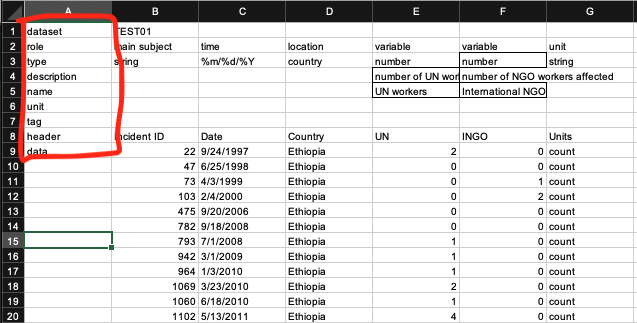 A B C D E F G
1 dataset TEST01
2 role main subject time location variable variable unit
3 type string %m/%d/%Y country number number string
4 description number of UN wor number of NGO workers affected
5 name UN workers International NGO
6 unit
7 tag
8 header Incident ID Date Country UN INGO Units
9 data 22 9/24/1997 Ethiopia 2 0 count
10 47 6/25/1998 Ethiopia 0 0 count
11 73 4/3/1999 Ethiopia 0 1 count
12 103 2/4/2000 Ethiopia 0 2 count
13 475 9/20/2006 Ethiopia 0 0 count
14 782 9/18/2008 Ethiopia 0 0 count
15 793 7/1/2008 Ethiopia 1 0 count
16 942 3/1/2009 Ethiopia 1 0 count
17 964 1/3/2010 Ethiopia 1 0 count
18 1069 3/23/2010 Ethiopia 2 0 count
19 1060 6/18/2010 Ethiopia 1 0 count
20 1102 5/13/2011 Ethiopia 4 0 count